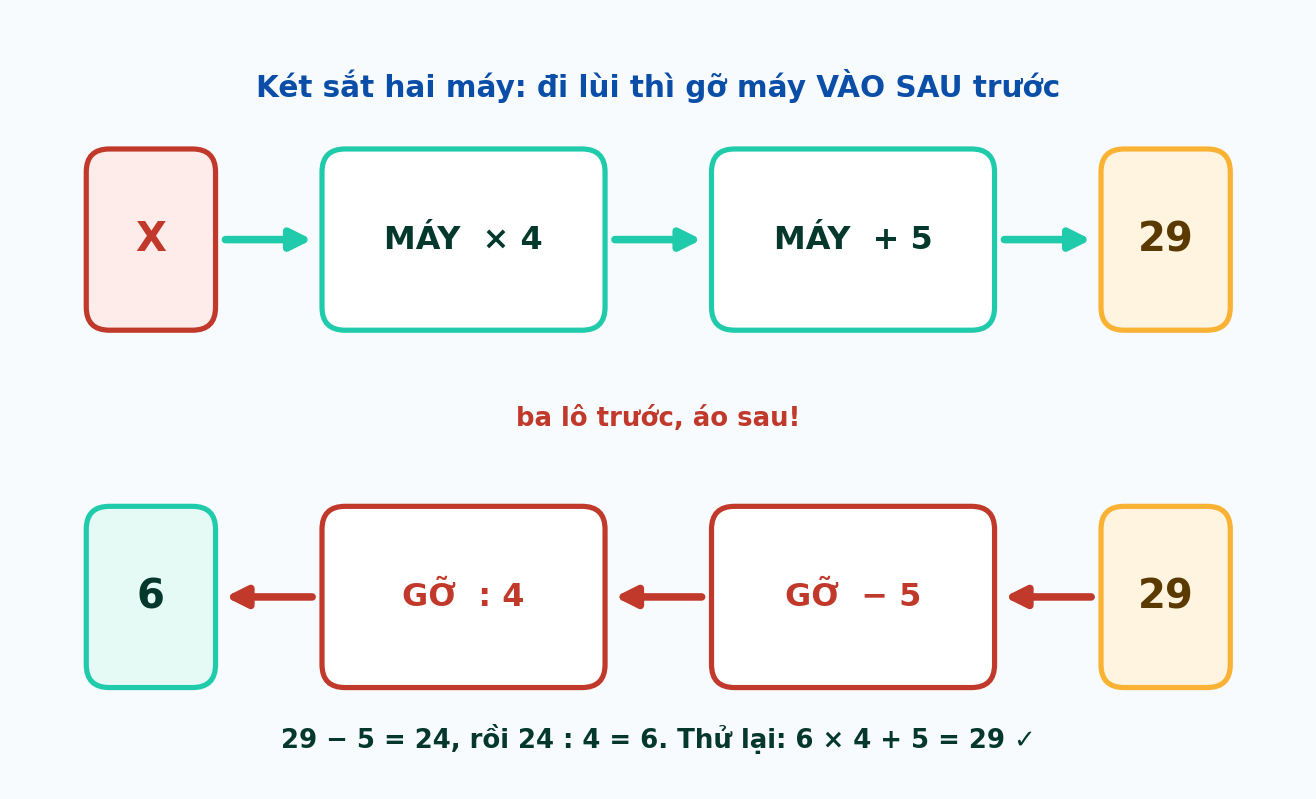 Két sắt hai máy: đi lùi thì gỡ máy VÀO SAU trước
X
MÁY × 4
MÁY + 5
29
ba lô trước, áo sau!
6
GỠ : 4
GỠ − 5
29
29 − 5 = 24, rồi 24 : 4 = 6. Thử lại: 6 × 4 + 5 = 29 ✓